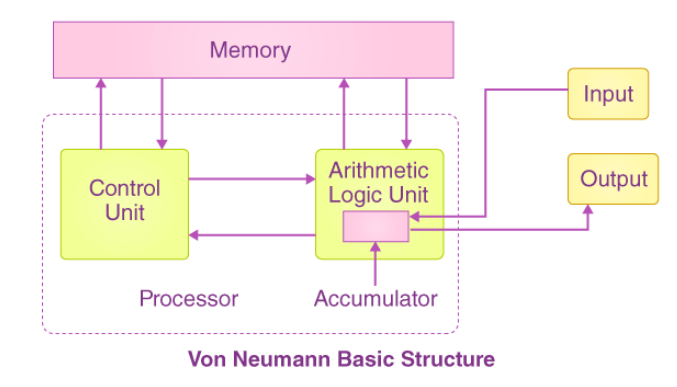 Memory
Input
Control
Unit
Arithmetic
Logic Unit
Output
Processor
Accumulator
Von Neumann Basic Structure